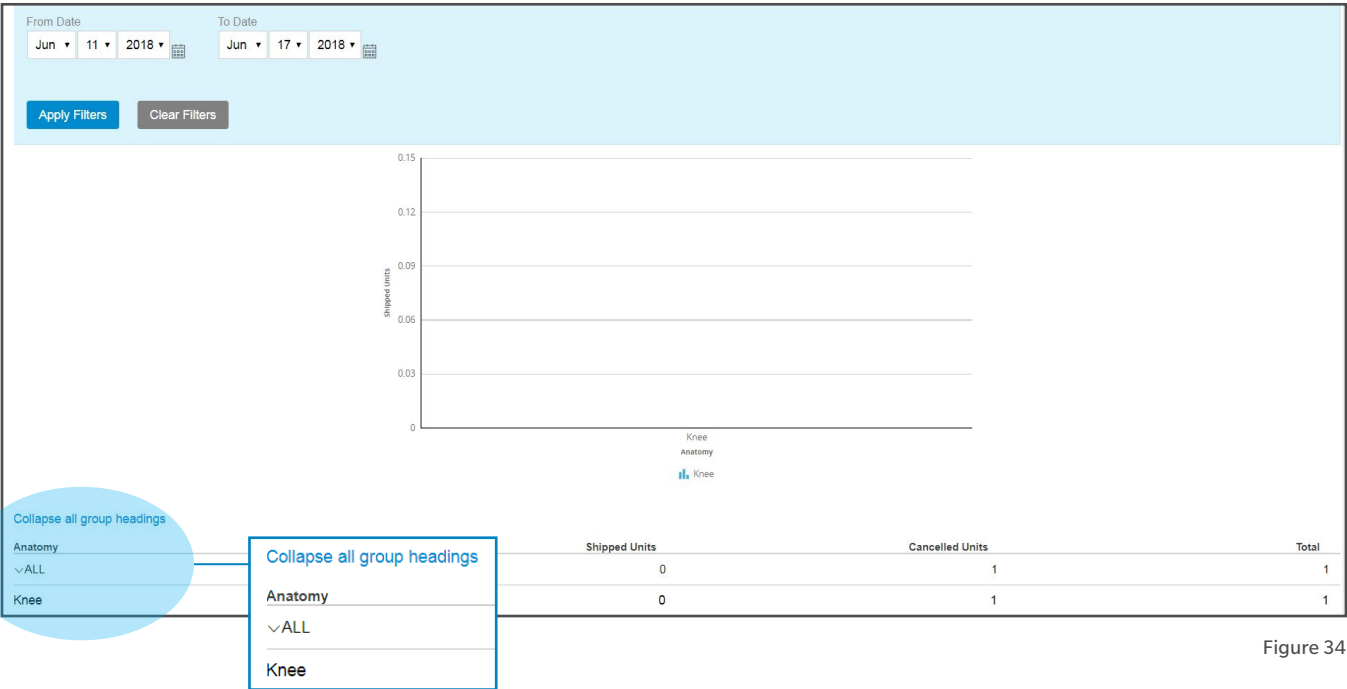 From Date To Date
Jun 11 2018 Jun 17 2018
Apply Filters Clear Filters
0.15
0.12
0.09
0.06
0.03
0
Shipped Units
Knee
Anatomy
Knee
Collapse all group headings
Anatomy Shipped Units Cancelled Units Total
ALL 0 1 1
Knee 0 1 1
Collapse all group headings
Anatomy
ALL
Knee
Figure 34